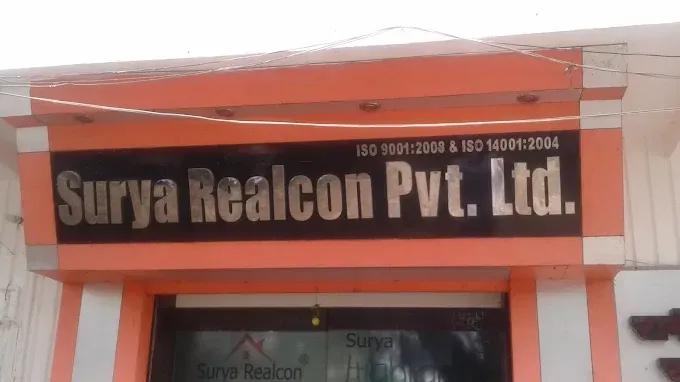 ISO 9001:2008 & ISO 14001:2004
Surya Realcon Pvt. Ltd.
Surya Realcon®
Surya